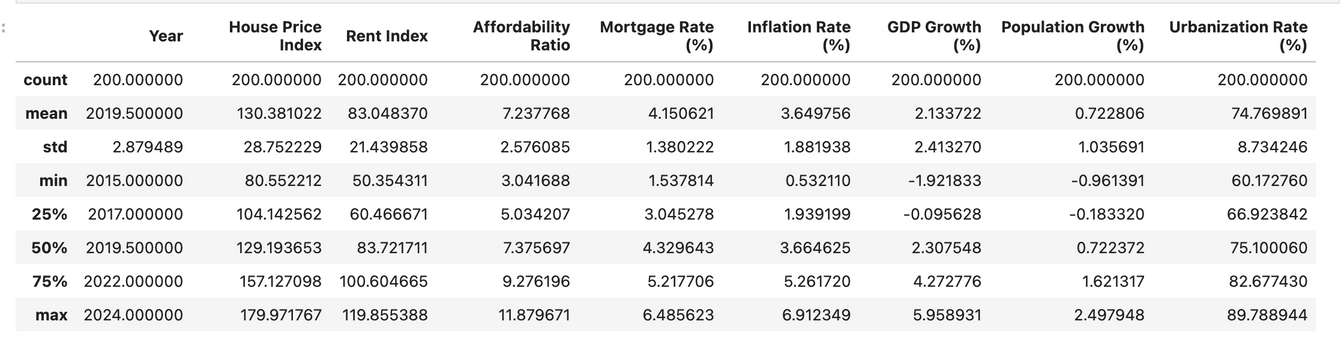 Year House Price Index Rent Index Affordability Ratio Mortgage Rate (%) Inflation Rate (%) GDP Growth (%) Population Growth (%) Urbanization Rate (%)
count 200.000000 200.000000 200.000000 200.000000 200.000000 200.000000 200.000000 200.000000 200.000000
mean 2019.500000 130.381022 83.048370 7.237768 4.150621 3.649756 2.133722 0.722806 74.769891
std 2.879489 28.752229 21.439858 2.576085 1.380222 1.881938 2.413270 1.035691 8.734246
min 2015.000000 80.552212 50.354311 3.041688 1.537814 0.532110 -1.921833 -0.961391 60.172760
25% 2017.000000 104.142562 60.466671 5.034207 3.045278 1.939199 -0.095628 -0.183320 66.923842
50% 2019.500000 129.193653 83.721711 7.375697 4.329643 3.664625 2.307548 0.722372 75.100060
75% 2022.000000 157.127098 100.604665 9.276196 5.217706 5.261720 4.272776 1.621317 82.677430
max 2024.000000 179.971767 119.855388 11.879671 6.485623 6.912349 5.958931 2.497948 89.788944